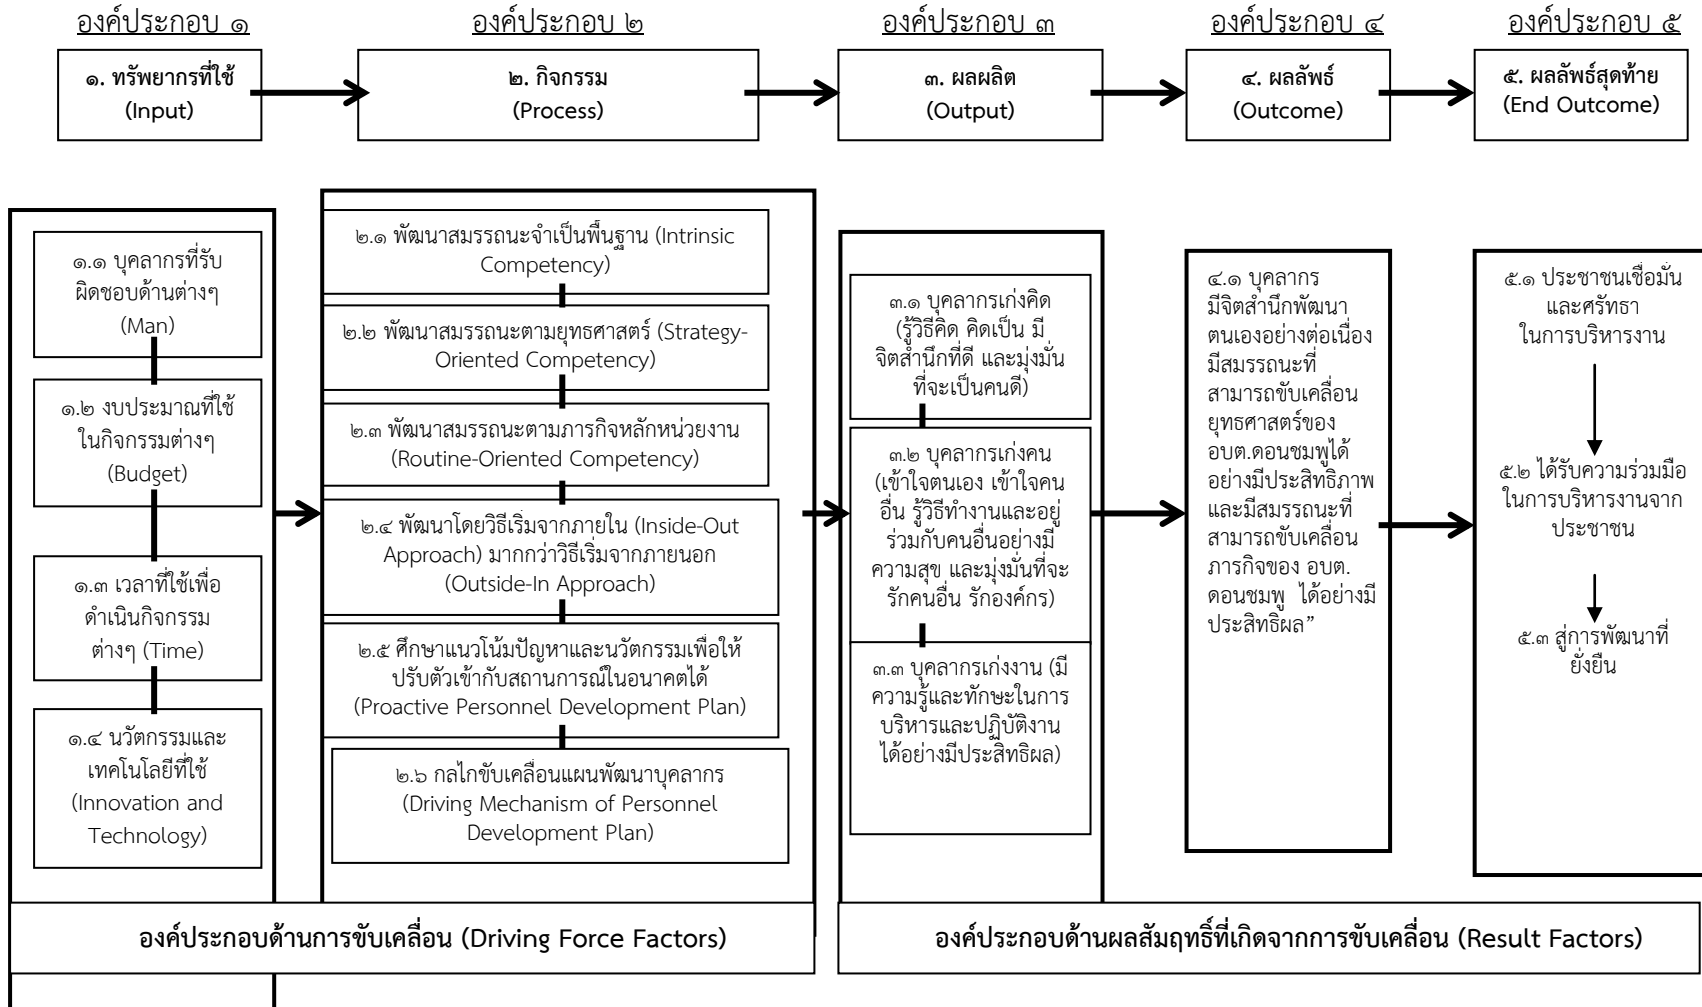 องค์ประกอบ ๑
องค์ประกอบ ๒
องค์ประกอบ ๓
องค์ประกอบ ๔
องค์ประกอบ ๕
๑. ทรัพยากรที่ใช้
(Input)
๒. กิจกรรม
(Process)
๓. ผลผลิต
(Output)
๔. ผลลัพธ์
(Outcome)
๕. ผลลัพธ์สุดท้าย
(End Outcome)
๑.๑ บุคลากรที่รับ
ผิดชอบด้านต่างๆ
(Man)
๑.๒ งบประมาณที่ใช้
ในกิจกรรมต่างๆ
(Budget)
๑.๓ เวลาที่ใช้เพื่อ
ดำเนินกิจกรรม
ต่างๆ (Time)
๑.๔ นวัตกรรมและ
เทคโนโลยีที่ใช้
(Innovation and
Technology)
๒.๑ พัฒนาสมรรถนะจำเป็นพื้นฐาน (Intrinsic
Competency)
๒.๒ พัฒนาสมรรถนะตามยุทธศาสตร์ (Strategy-
Oriented Competency)
๒.๓ พัฒนาสมรรถนะตามภารกิจหลักหน่วยงาน
(Routine-Oriented Competency)
๒.๔ พัฒนาโดยวิธีเริ่มจากภายใน (Inside-Out
Approach) มากกว่าวิธีเริ่มจากภายนอก
(Outside-In Approach)
๒.๕ ศึกษาแนวโน้มปัญหาและนวัตกรรมเพื่อให้
ปรับตัวเข้ากับสถานการณ์ในอนาคตได้
(Proactive Personnel Development Plan)
๒.๖ กลไกขับเคลื่อนแผนพัฒนาบุคลากร
(Driving Mechanism of Personnel
Development Plan)
๓.๑ บุคลากรเก่งคิด
(รู้วิธีคิด คิดเป็น มี
จิตสำนึกที่ดี และมุ่งมั่น
ที่จะเป็นคนดี)
๓.๒ บุคลากรเก่งคน
(เข้าใจตนเอง เข้าใจคน
อื่น รู้วิธีทำงานและอยู่
ร่วมกับคนอื่นอย่างมี
ความสุข และมุ่งมั่นที่จะ
รักคนอื่น รักองค์กร)
๓.๓ บุคลากรเก่งงาน (มี
ความรู้และทักษะในการ
บริหารและปฏิบัติงาน
ได้อย่างมีประสิทธิผล)
๔.๑ บุคลากร
มีจิตสำนึกพัฒนา
ตนเองอย่างต่อเนื่อง
มีสมรรถนะที่
สามารถขับเคลื่อน
ยุทธศาสตร์ของ
อบต.ดอนชมพูได้
อย่างมีประสิทธิภาพ
และมีสมรรถนะที่
สามารถขับเคลื่อน
ภารกิจของ อบต.
ดอนชมพู ได้อย่างมี
ประสิทธิผล”
๕.๑ ประชาชนเชื่อมั่น
และศรัทธา
ในการบริหารงาน
๕.๒ ได้รับความร่วมมือ
ในการบริหารงานจาก
ประชาชน
๕.๓ สู่การพัฒนาที่
ยั่งยืน
องค์ประกอบด้านการขับเคลื่อน (Driving Force Factors)
องค์ประกอบด้านผลสัมฤทธิ์ที่เกิดจากการขับเคลื่อน (Result Factors)